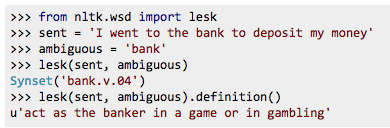 >>> from nltk.wsd import lesk
>>> sent = 'I went to the bank to deposit my money'
>>> ambiguous = 'bank'
>>> lesk(sent, ambiguous)
Synset('bank.v.04')
>>> lesk(sent, ambiguous).definition()
u'act as the banker in a game or in gambling'